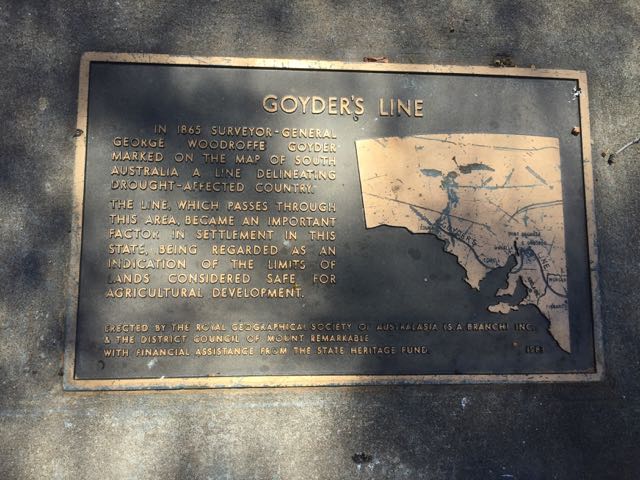 GOYDER'S LINE
IN 1865 SURVEYOR-GENERAL
GEORGE WOODROFFE GOYDER
MARKED ON THE MAP OF SOUTH
AUSTRALIA A LINE DELINEATING
DROUGHT-AFFECTED COUNTRY.
THE LINE, WHICH PASSES THROUGH
THIS AREA, BECAME AN IMPORTANT
FACTOR IN SETTLEMENT IN THIS
STATE, BEING REGARDED AS AN
INDICATION OF THE LIMITS OF
LANDS CONSIDERED SAFE FOR
AGRICULTURAL DEVELOPMENT.
ERECTED BY THE ROYAL GEOGRAPHICAL SOCIETY OF AUSTRALASIA (S.A. BRANCH) INC.
& THE DISTRICT COUNCIL OF MOUNT REMARKABLE
WITH FINANCIAL ASSISTANCE FROM THE STATE HERITAGE FUND.